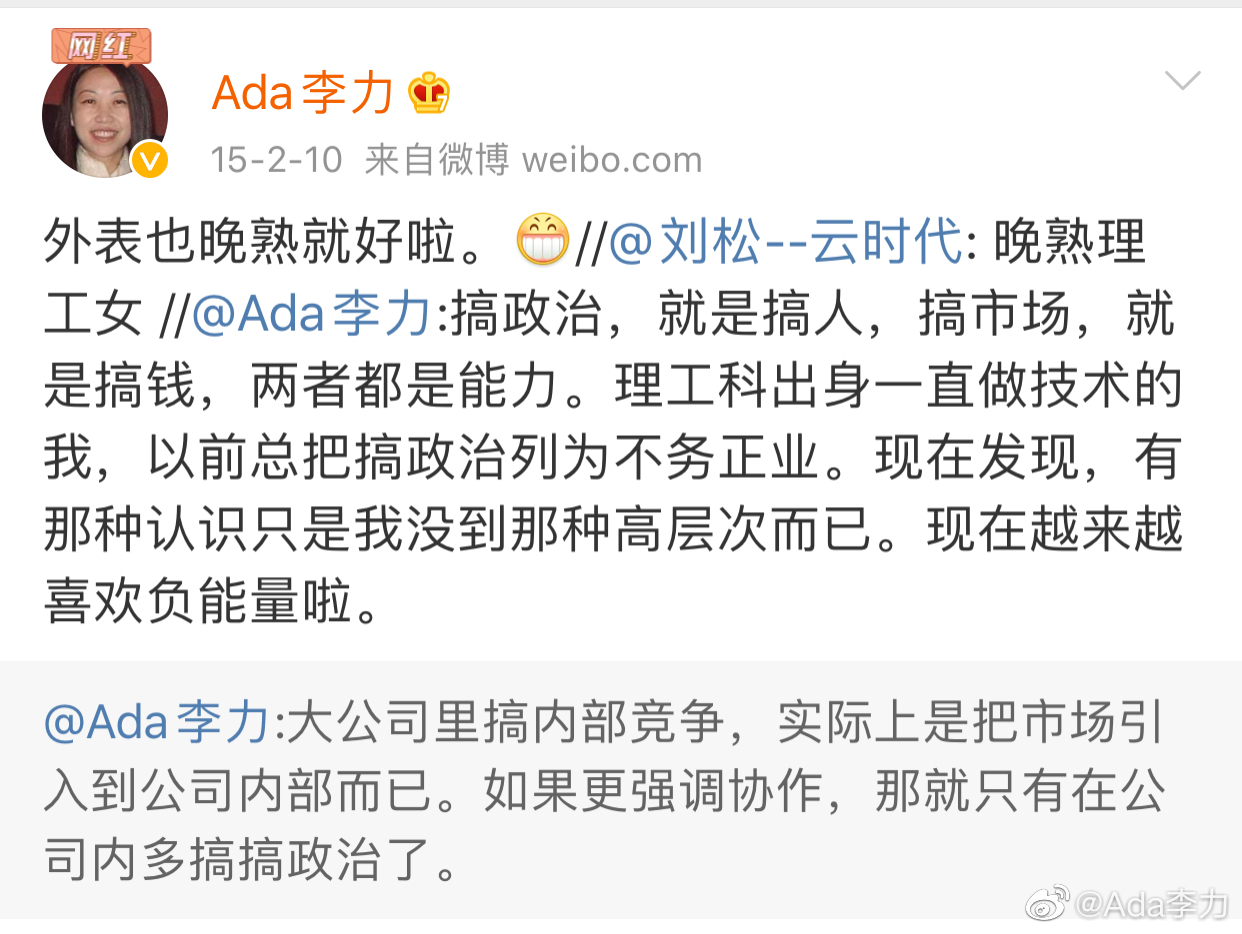 网红
Ada李力
7
V
15-2-10 来自微博 weibo.com
外表也晚熟就好啦。//@刘松--云时代: 晚熟理
工女 //@Ada李力:搞政治，就是搞人，搞市场，就
是搞钱，两者都是能力。理工科出身一直做技术的
我，以前总把搞政治列为不务正业。现在发现，有
那种认识只是我没到那种高层次而已。现在越来越
喜欢负能量啦。
@Ada李力:大公司里搞内部竞争，实际上是把市场引
入到公司内部而已。如果更强调协作，那就只有在公
司内多搞搞政治了。
@Ada李力